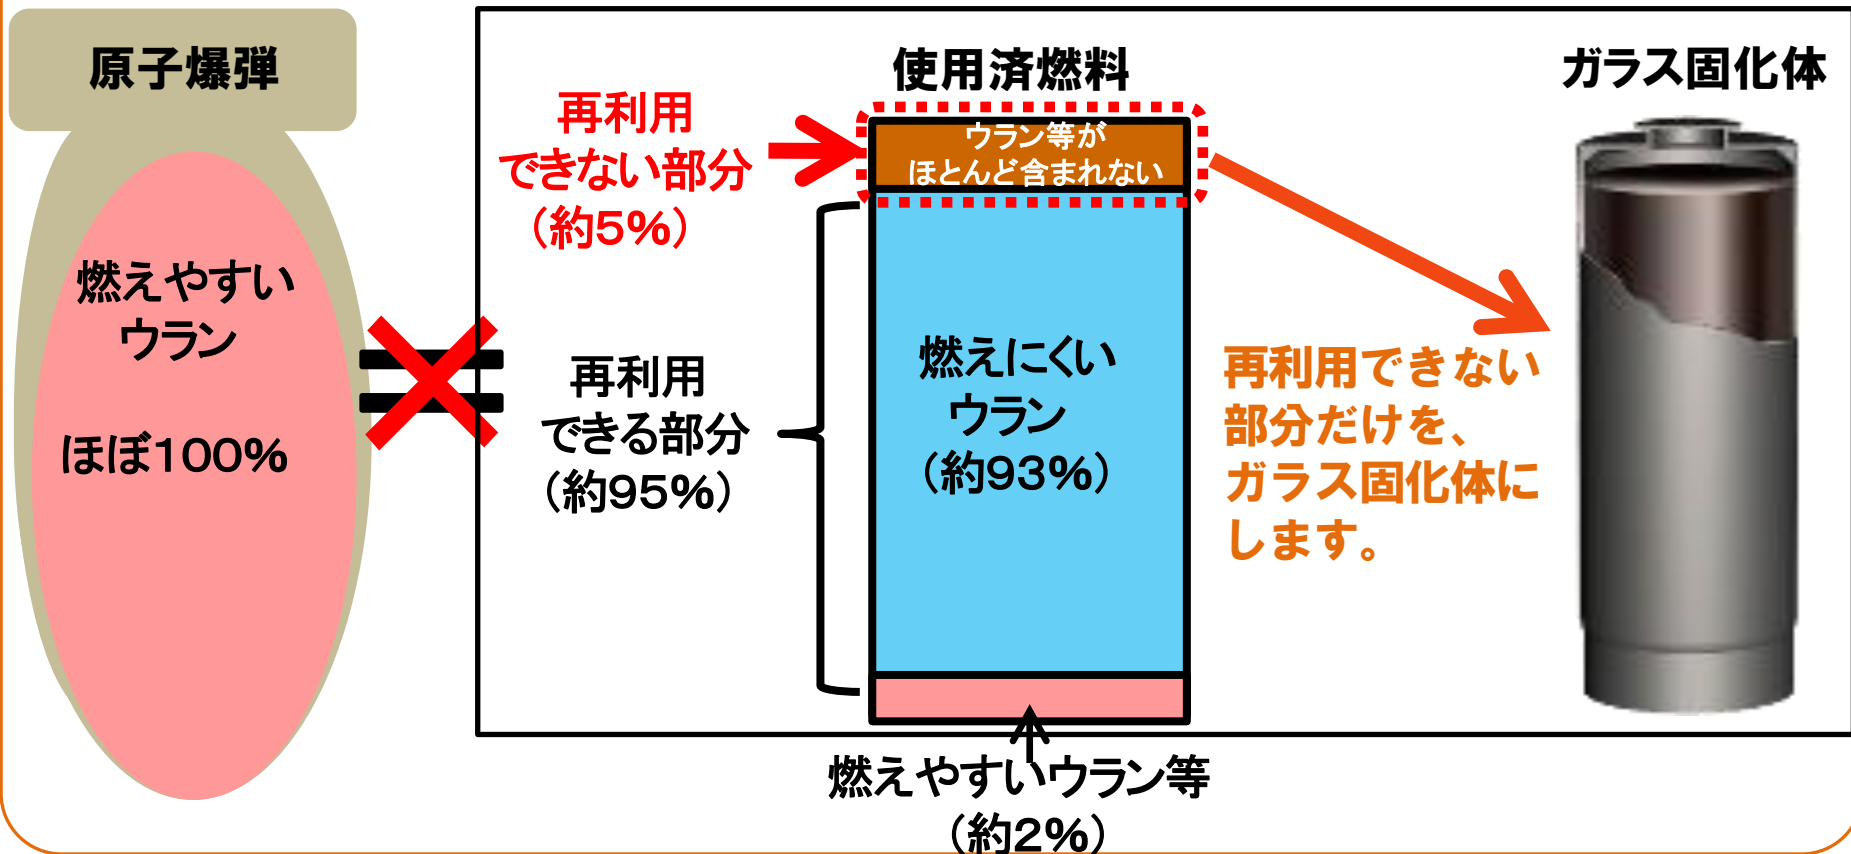 原子爆弾
燃えやすい
ウラン
ほぼ100%
使用済燃料
再利用
できない部分
（約5%）
ウラン等が
ほとんど含まれない
再利用
できる部分
（約95%）
燃えにくい
ウラン
（約93%）
燃えやすいウラン等
（約2%）
ガラス固化体
再利用できない
部分だけを、
ガラス固化体に
します。